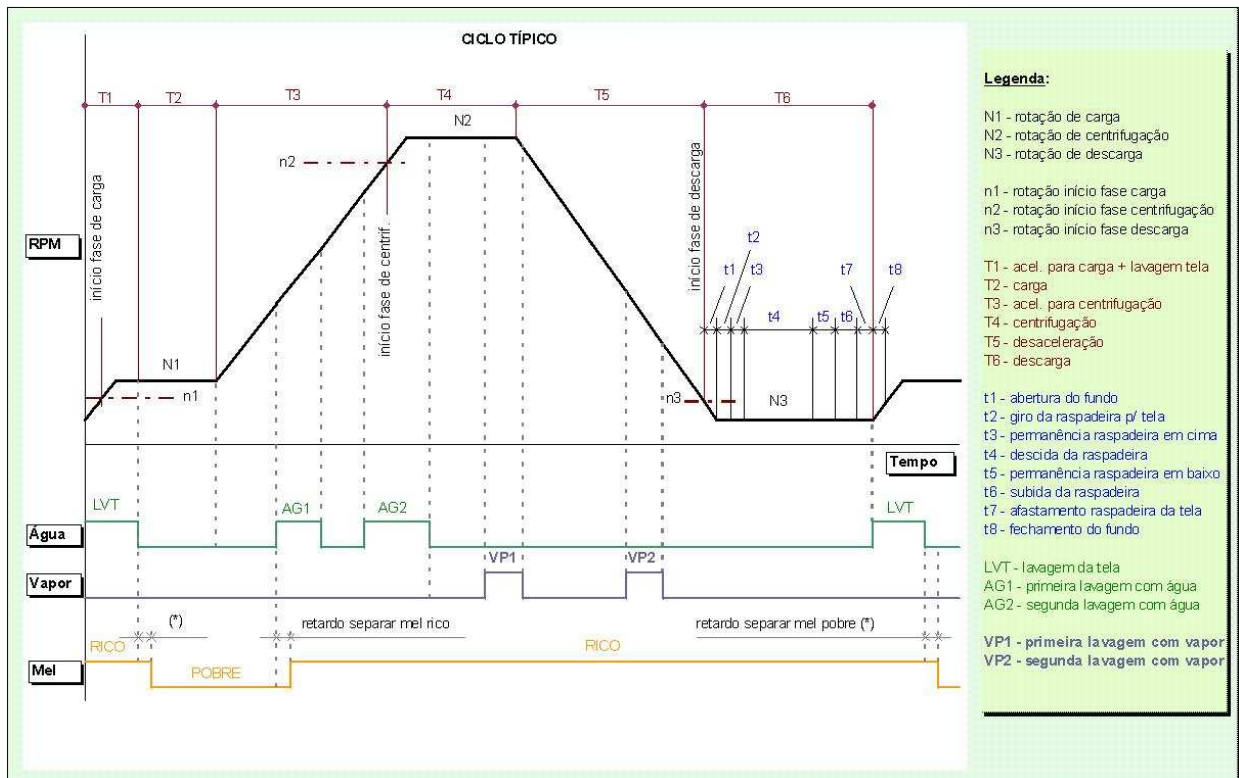 CICLO TÍPICO
T1
T2
T3
T4
T5
T6
N2
n2
RPM
início fase de carga
início fase de centrif.
início fase de descarga
t2
t1
t3
t7
t8
t4
t5
t6
N1
n1
n3
N3
Tempo
LVT
AG1
AG2
LVT
Água
VP1
VP2
Vapor
(*)
retardo separar mel rico
retardo separar mel pobre (*)
RICO
RICO
Mel
POBRE
Legenda:
N1 - rotação de carga
N2 - rotação de centrifugação
N3 - rotação de descarga
n1 - rotação início fase carga
n2 - rotação início fase centrifugação
n3 - rotação início fase descarga
T1 - acel. para carga + lavagem tela
T2 - carga
T3 - acel. para centrifugação
T4 - centrifugação
T5 - desaceleração
T6 - descarga
t1 - abertura do fundo
t2 - giro da raspadeira p/ tela
t3 - permanência raspadeira em cima
t4 - descida da raspadeira
t5 - permanência raspadeira em baixo
t6 - subida da raspadeira
t7 - afastamento raspadeira da tela
t8 - fechamento do fundo
LVT - lavagem da tela
AG1 - primeira lavagem com água
AG2 - segunda lavagem com água
VP1 - primeira lavagem com vapor
VP2 - segunda lavagem com vapor